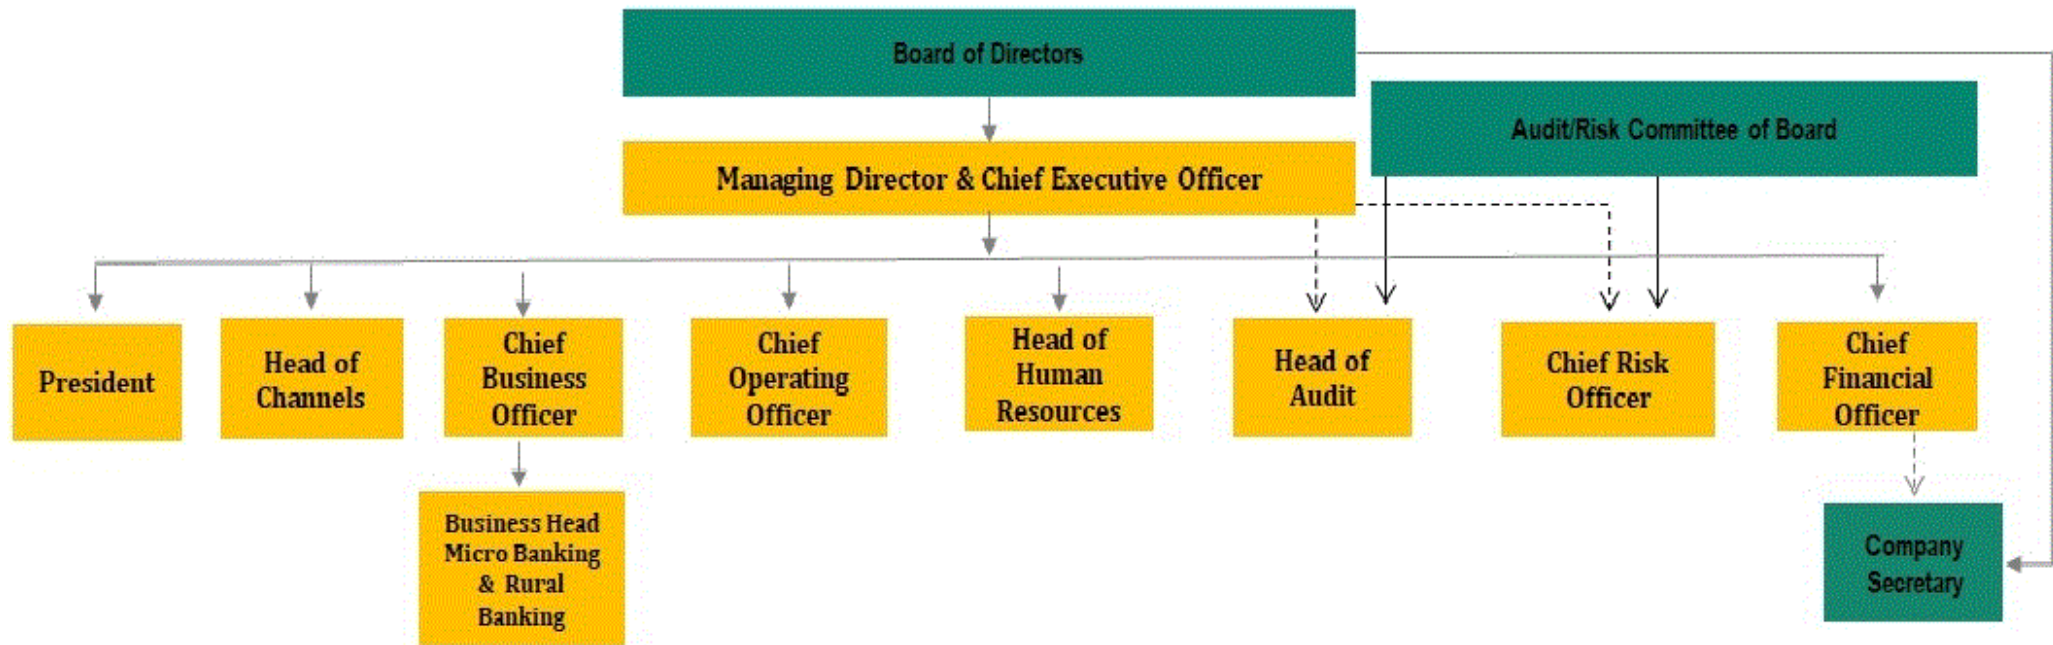 Board of Directors
Audit/Risk Committee of Board
Managing Director & Chief Executive Officer
President
Head of
Channels
Chief
Business
Officer
Chief
Operating
Officer
Head of
Human
Resources
Head of
Audit
Chief Risk
Officer
Chief
Financial
Officer
Business Head
Micro Banking
& Rural
Banking
Company
Secretary